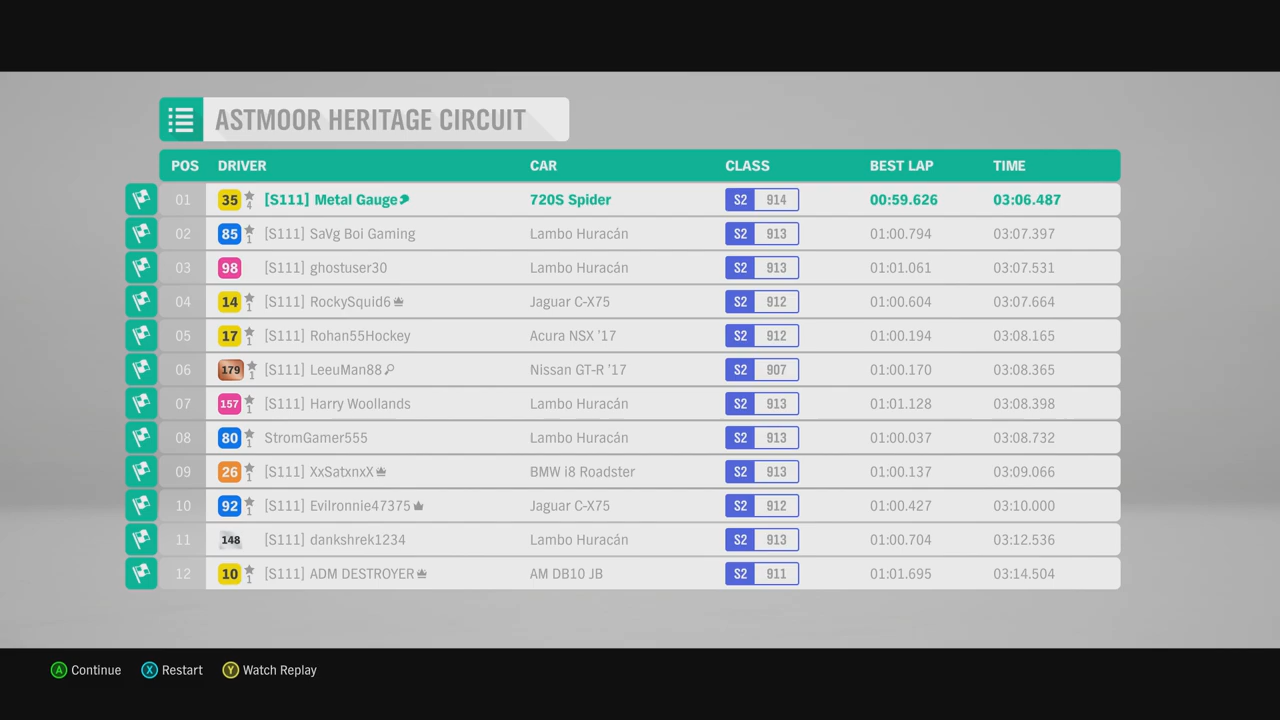 ASTMOOR HERITAGE CIRCUIT
POS DRIVER CAR CLASS BEST LAP TIME
01 35 4 [S111] Metal Gauge 720S Spider S2 914 00:59.626 03:06.487
02 85 1 [S111] SaVg Boi Gaming Lambo Huracán S2 913 01:00.794 03:07.397
03 98 [S111] ghostuser30 Lambo Huracán S2 913 01:01.061 03:07.531
04 14 1 [S111] RockySquid6 Jaguar C-X75 S2 912 01:00.604 03:07.664
05 17 1 [S111] Rohan55Hockey Acura NSX '17 S2 912 01:00.194 03:08.165
06 179 1 [S111] LeeuMan88 Nissan GT-R '17 S2 907 01:00.170 03:08.365
07 157 1 [S111] Harry Woollands Lambo Huracán S2 913 01:01.128 03:08.398
08 80 1 StromGamer555 Lambo Huracán S2 913 01:00.037 03:08.732
09 26 1 [S111] XxSatxnxX BMW i8 Roadster S2 913 01:00.137 03:09.066
10 92 1 [S111] Evilronnie47375 Jaguar C-X75 S2 912 01:00.427 03:10.000
11 148 [S111] dankshrek1234 Lambo Huracán S2 913 01:00.704 03:12.536
12 10 1 [S111] ADM DESTROYER AM DB10 JB S2 911 01:01.695 03:14.504
A Continue X Restart Y Watch Replay